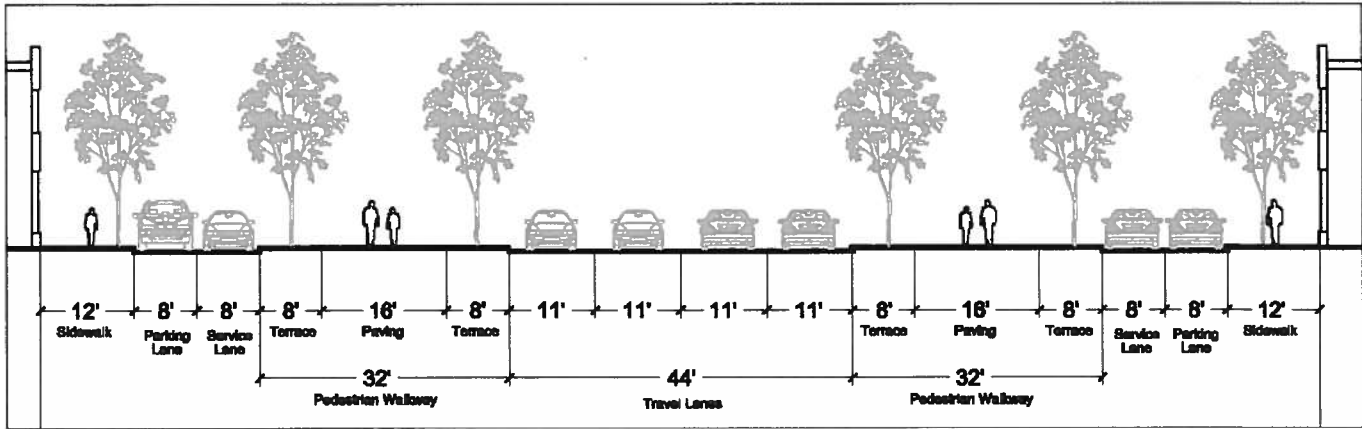 12' 8' 8' 8' 16' 8' 11' 11' 11' 11' 8' 16' 8' 8' 8' 12'
Sidewalk Parking Lane Service Lane Terrace Paving Terrace Terrace Paving Terrace Service Lane Parking Lane Sidewalk
32' 44' 32'
Pedestrian Walkway Travel Lanes Pedestrian Walkway